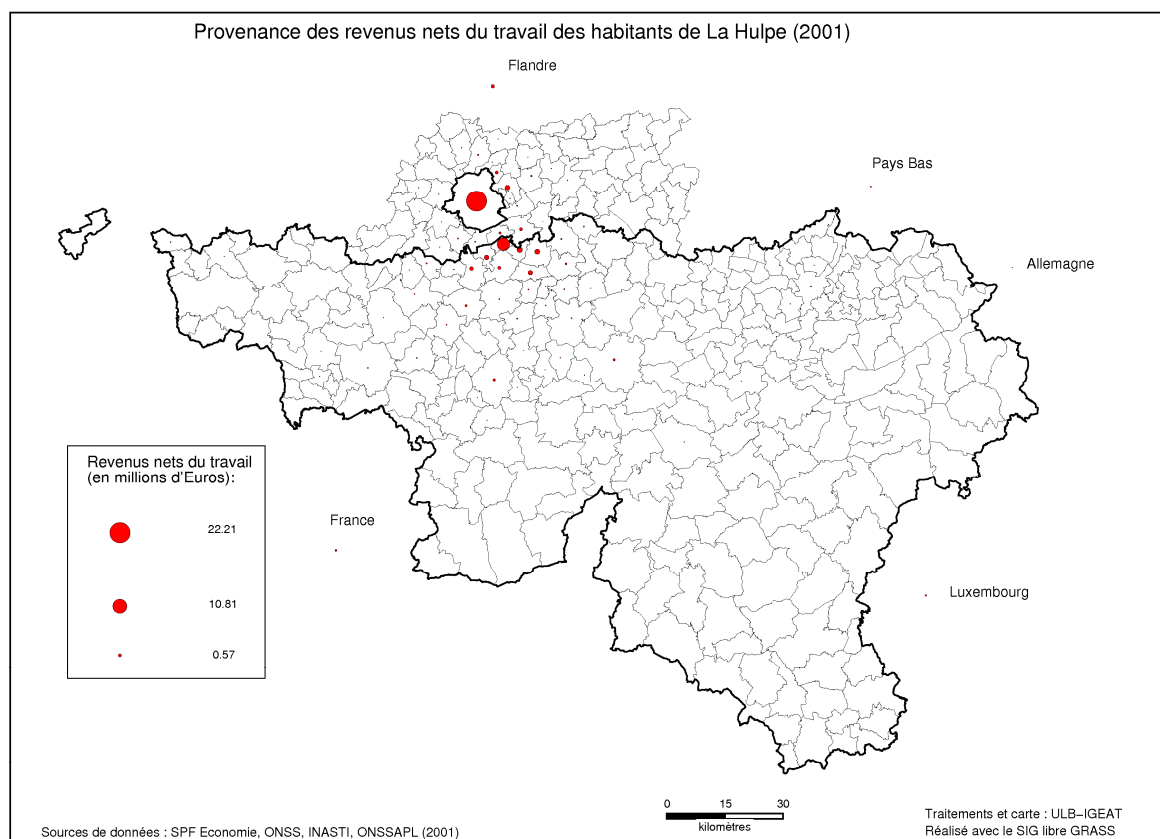 Provenance des revenus nets du travail des habitants de La Hulpe (2001)
Flandre
Pays Bas
Allemagne
Revenus nets du travail
(en millions d'Euros):
22.21
10.81
0.57
France
Luxembourg
0 15 30
kilomètres
Sources de données : SPF Economie, ONSS, INASTI, ONSSAPL (2001)
Traitements et carte : ULB-IGEAT
Réalisé avec le SIG libre GRASS